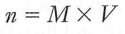 n = M × V